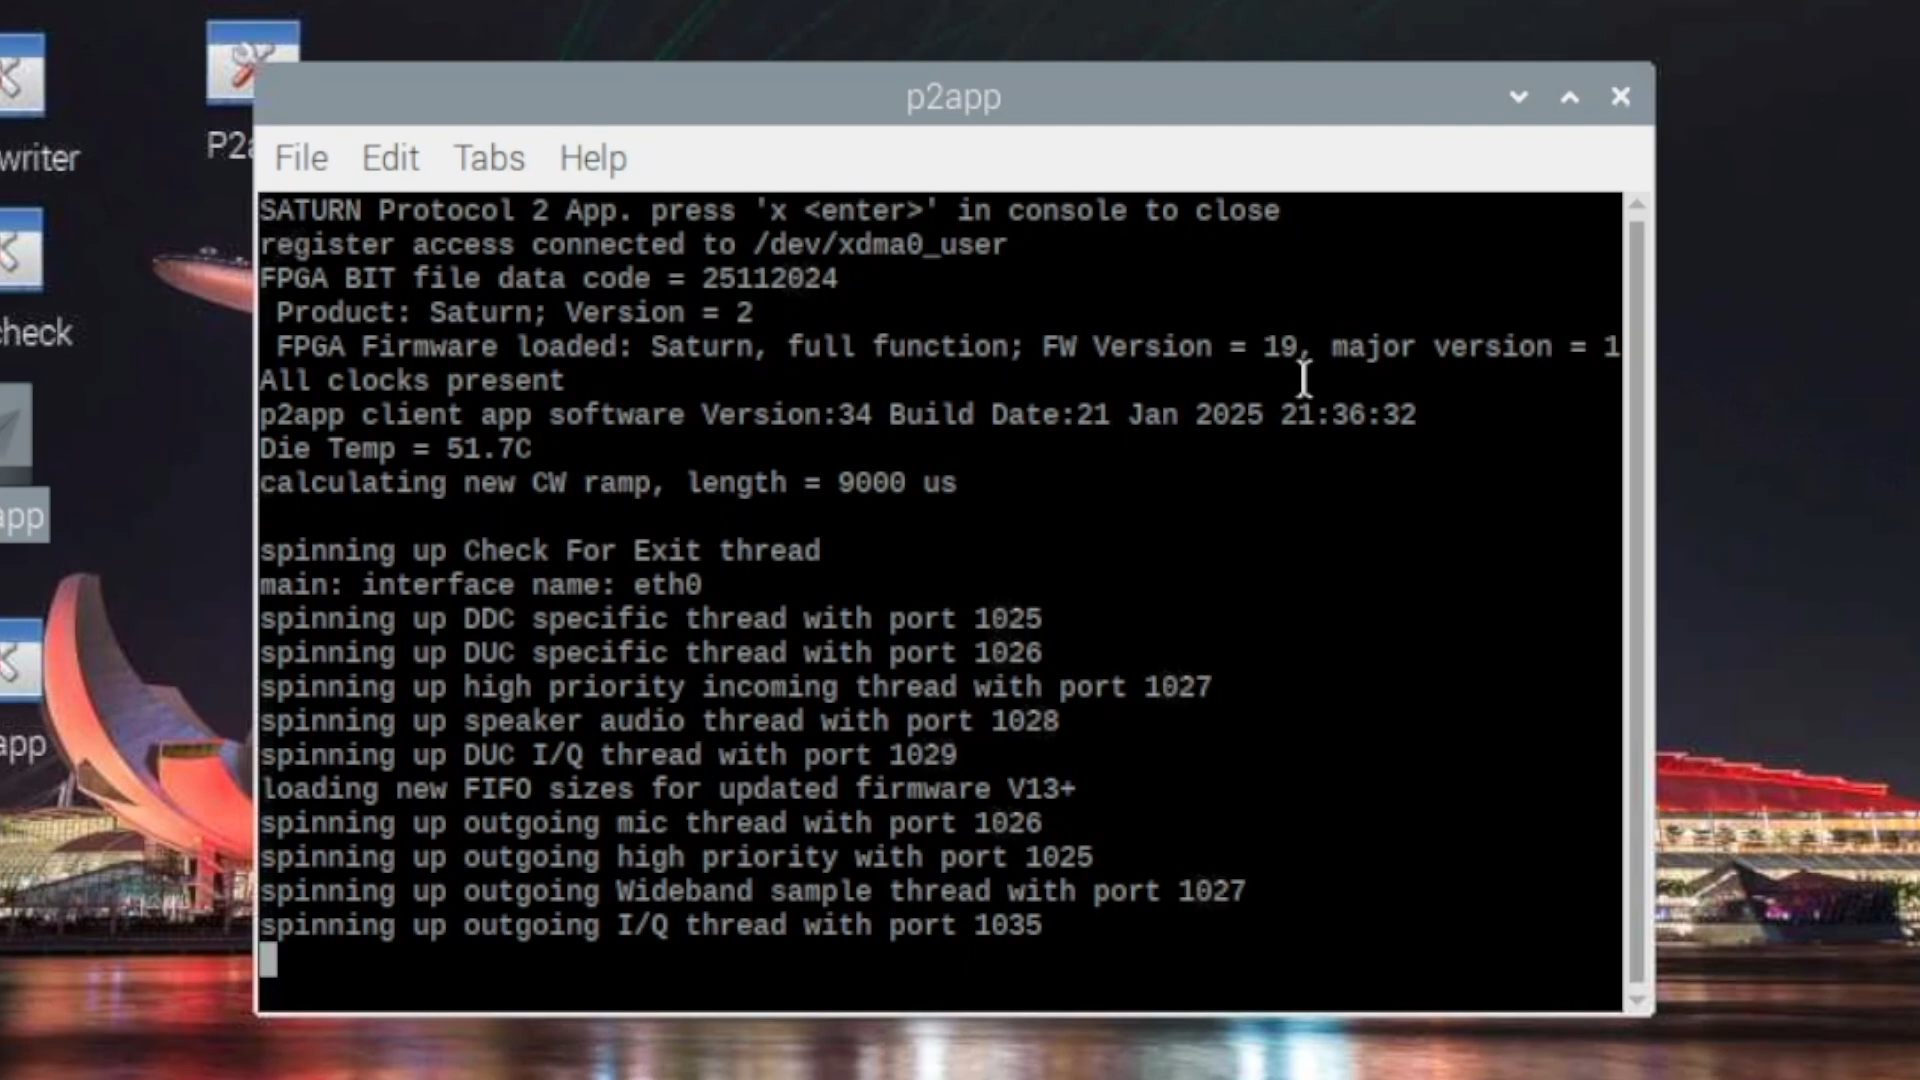 p2app
File Edit Tabs Help
SATURN Protocol 2 App. press 'x <enter>' in console to close
register access connected to /dev/xdma0_user
FPGA BIT file data code = 25112024
Product: Saturn; Version = 2
FPGA Firmware loaded: Saturn, full function; FW Version = 19, major version = 1
All clocks present
p2app client app software Version:34 Build Date:21 Jan 2025 21:36:32
Die Temp = 51.7C
calculating new CW ramp, length = 9000 us
spinning up Check For Exit thread
main: interface name: eth0
spinning up DDC specific thread with port 1025
spinning up DUC specific thread with port 1026
spinning up high priority incoming thread with port 1027
spinning up speaker audio thread with port 1028
spinning up DUC I/Q thread with port 1029
loading new FIFO sizes for updated firmware V13+
spinning up outgoing mic thread with port 1026
spinning up outgoing high priority with port 1025
spinning up outgoing Wideband sample thread with port 1027
spinning up outgoing I/Q thread with port 1035
writer
P2a
check
app
app